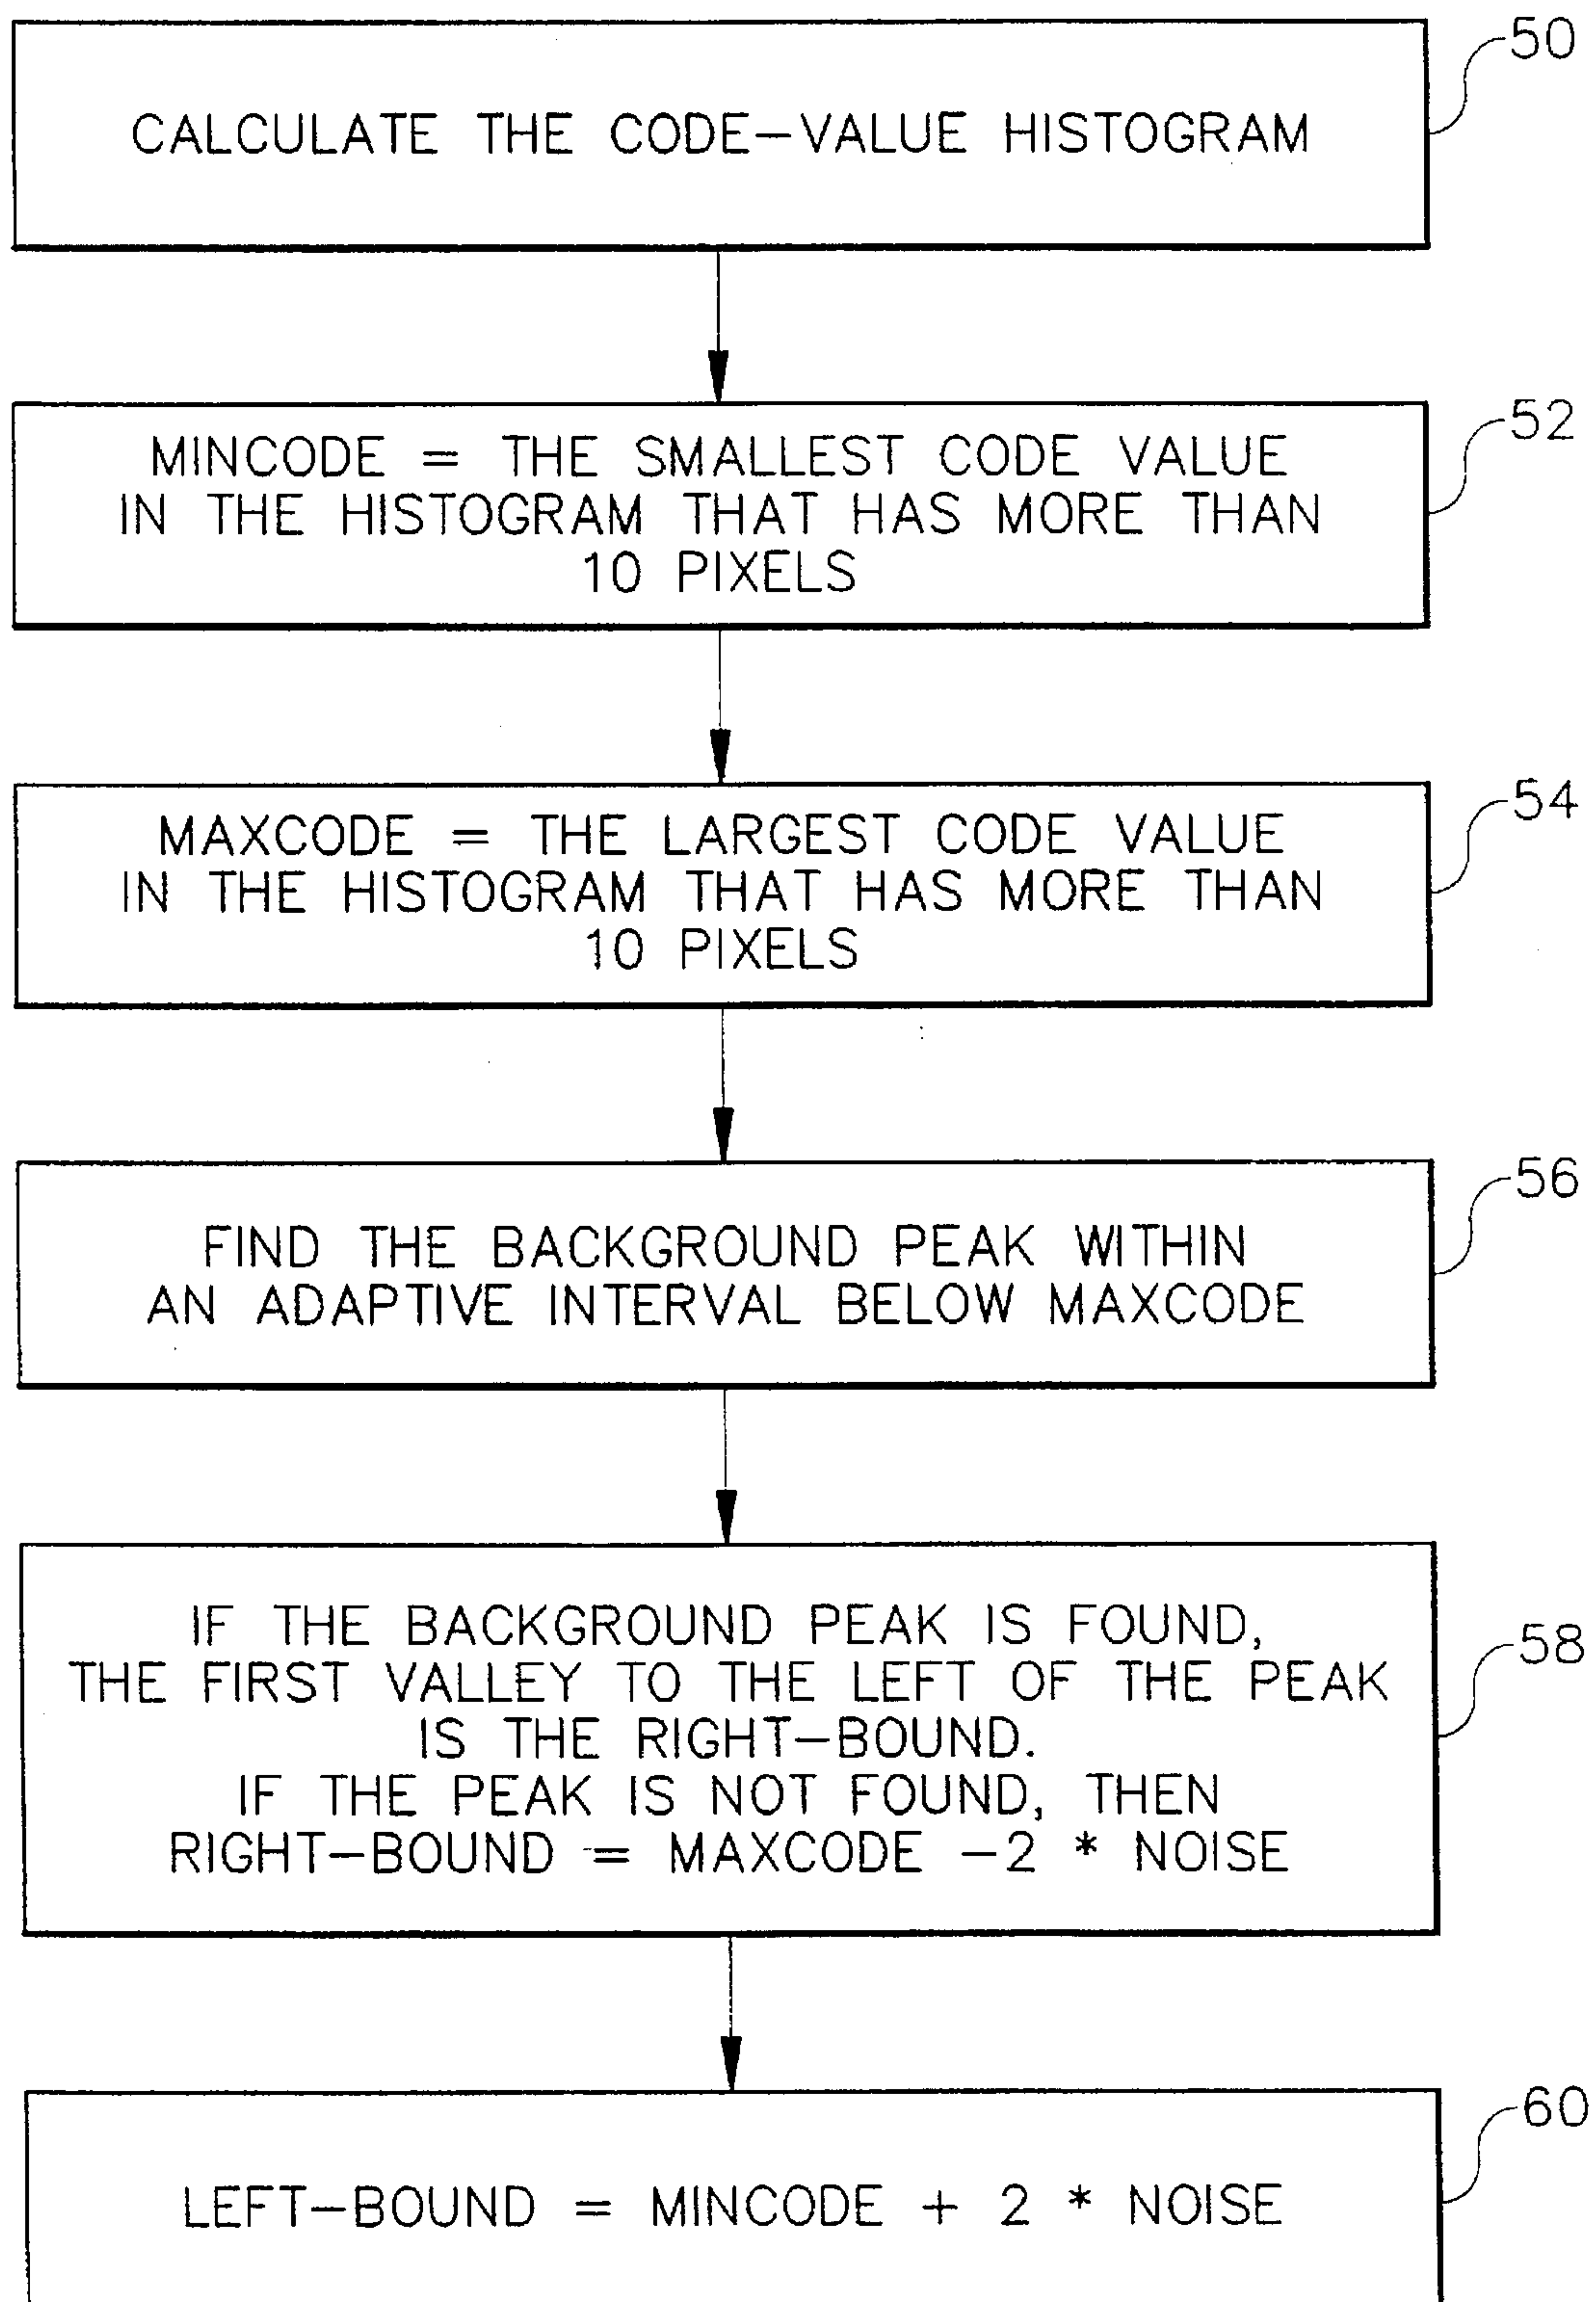 50
CALCULATE THE CODE-VALUE HISTOGRAM
52
MINCODE = THE SMALLEST CODE VALUE
IN THE HISTOGRAM THAT HAS MORE THAN
10 PIXELS
54
MAXCODE = THE LARGEST CODE VALUE
IN THE HISTOGRAM THAT HAS MORE THAN
10 PIXELS
56
FIND THE BACKGROUND PEAK WITHIN
AN ADAPTIVE INTERVAL BELOW MAXCODE
58
IF THE BACKGROUND PEAK IS FOUND,
THE FIRST VALLEY TO THE LEFT OF THE PEAK
IS THE RIGHT-BOUND.
IF THE PEAK IS NOT FOUND, THEN
RIGHT-BOUND = MAXCODE -2 * NOISE
60
LEFT-BOUND = MINCODE + 2 * NOISE